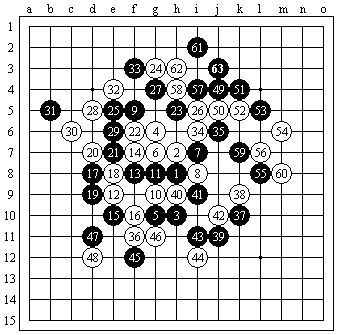 a b c d e f g h i j k l m n o
1
2 61
3 33 24 62 63
4 32 27 58 57 49 51
5 31 28 25 9 23 26 50 52 53
6 30 29 22 4 34 35 54
7 20 21 14 6 2 7 59 56
8 17 18 13 11 1 8 55 60
9 19 12 10 40 41 38
10 15 16 5 3 42 37
11 47 36 46 43 39
12 48 45 44
13
14
15